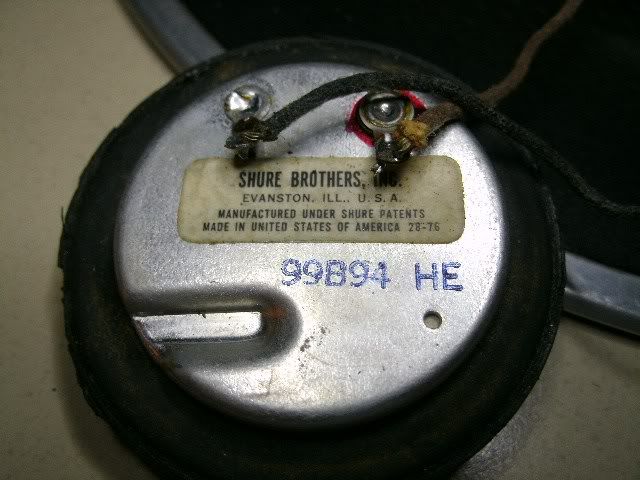 SHURE BROTHERS, INC.
EVANSTON, ILL., U. S. A.
MANUFACTURED UNDER SHURE PATENTS
MADE IN UNITED STATES OF AMERICA 28-76
99B94 HE